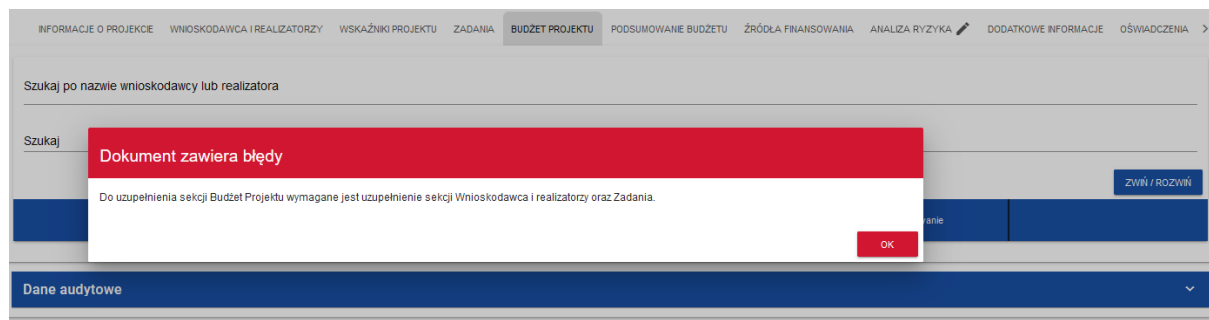 INFORMACJE O PROJEKCIE WNIOSKODAWCA I REALIZATORZY WSKAŹNIKI PROJEKTU ZADANIA BUDŻET PROJEKTU PODSUMOWANIE BUDŻETU ŹRÓDŁA FINANSOWANIA ANALIZA RYZYKA DODATKOWE INFORMACJE OŚWIADCZENIA
Szukaj po nazwie wnioskodawcy lub realizatora
Szukaj
Dokument zawiera błędy
Do uzupełnienia sekcji Budżet Projektu wymagane jest uzupełnienie sekcji Wnioskodawca i realizatorzy oraz Zadania.
ZWIŃ / ROZWIŃ
OK
Dane audytowe